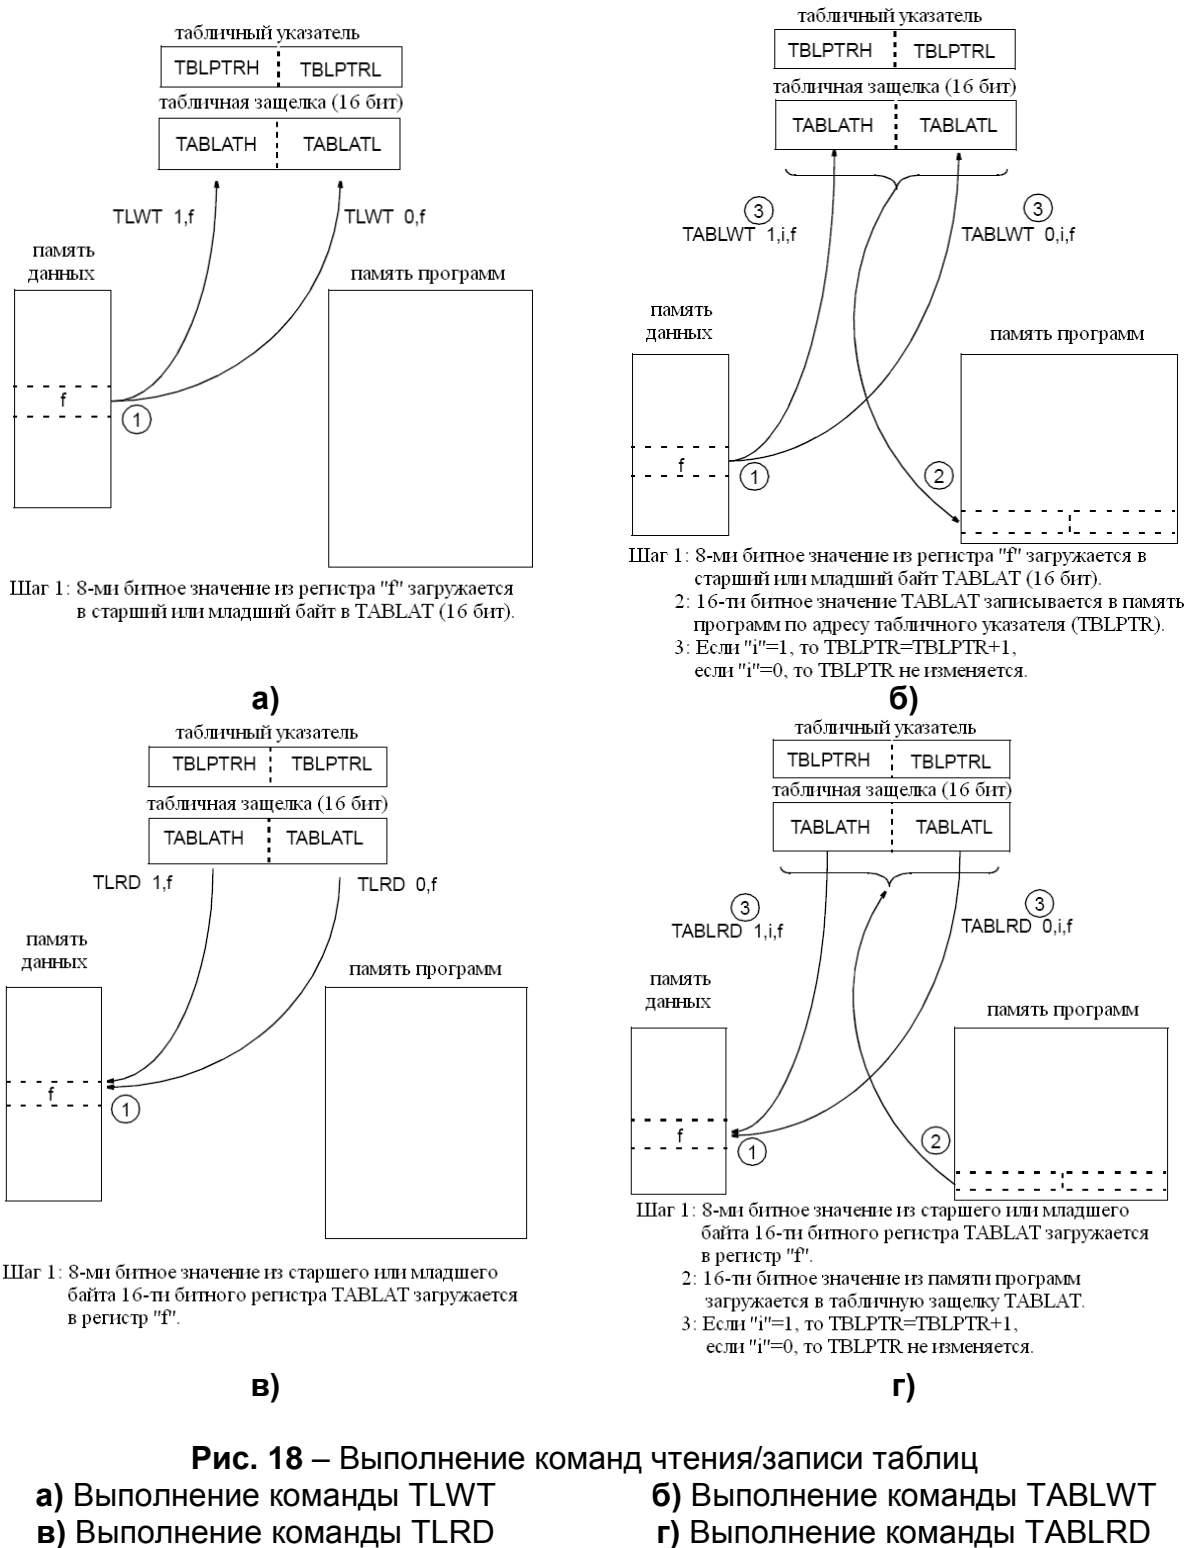 табличный указатель
TBLPTRH TBLPTRL
табличная защелка (16 бит)
TABLATH TABLATL
TLWT 1,f TLWT 0,f
память
данных
память программ
f
1
Шаг 1: 8-ми битное значение из регистра "f" загружается
в старший или младший байт в TABLAT (16 бит).
а)
табличный указатель
TBLPTRH TBLPTRL
табличная защелка (16 бит)
TABLATH TABLATL
3 3
TABLWT 1,i,f TABLWT 0,i,f
память
данных
память программ
f
1
2
Шаг 1: 8-ми битное значение из регистра "f" загружается в
старший или младший байт TABLAT (16 бит).
2: 16-ти битное значение TABLAT записывается в память
программ по адресу табличного указателя (TBLPTR).
3: Если "i"=1, то TBLPTR=TBLPTR+1,
если "i"=0, то TBLPTR не изменяется.
б)
табличный указатель
TBLPTRH TBLPTRL
табличная защелка (16 бит)
TABLATH TABLATL
TLRD 1,f TLRD 0,f
память
данных
память программ
f
1
Шаг 1: 8-ми битное значение из старшего или младшего
байта 16-ти битного регистра TABLAT загружается
в регистр "f".
в)
табличный указатель
TBLPTRH TBLPTRL
табличная защелка (16 бит)
TABLATH TABLATL
3 3
TABLRD 1,i,f TABLRD 0,i,f
память
данных
память программ
f
1
2
Шаг 1: 8-ми битное значение из старшего или младшего
байта 16-ти битного регистра TABLAT загружается
в регистр "f".
2: 16-ти битное значение из памяти программ
загружается в табличную защелку TABLAT.
3: Если "i"=1, то TBLPTR=TBLPTR+1,
если "i"=0, то TBLPTR не изменяется.
г)
Рис. 18 – Выполнение команд чтения/записи таблиц
а) Выполнение команды TLWT б) Выполнение команды TABLWT
в) Выполнение команды TLRD г) Выполнение команды TABLRD